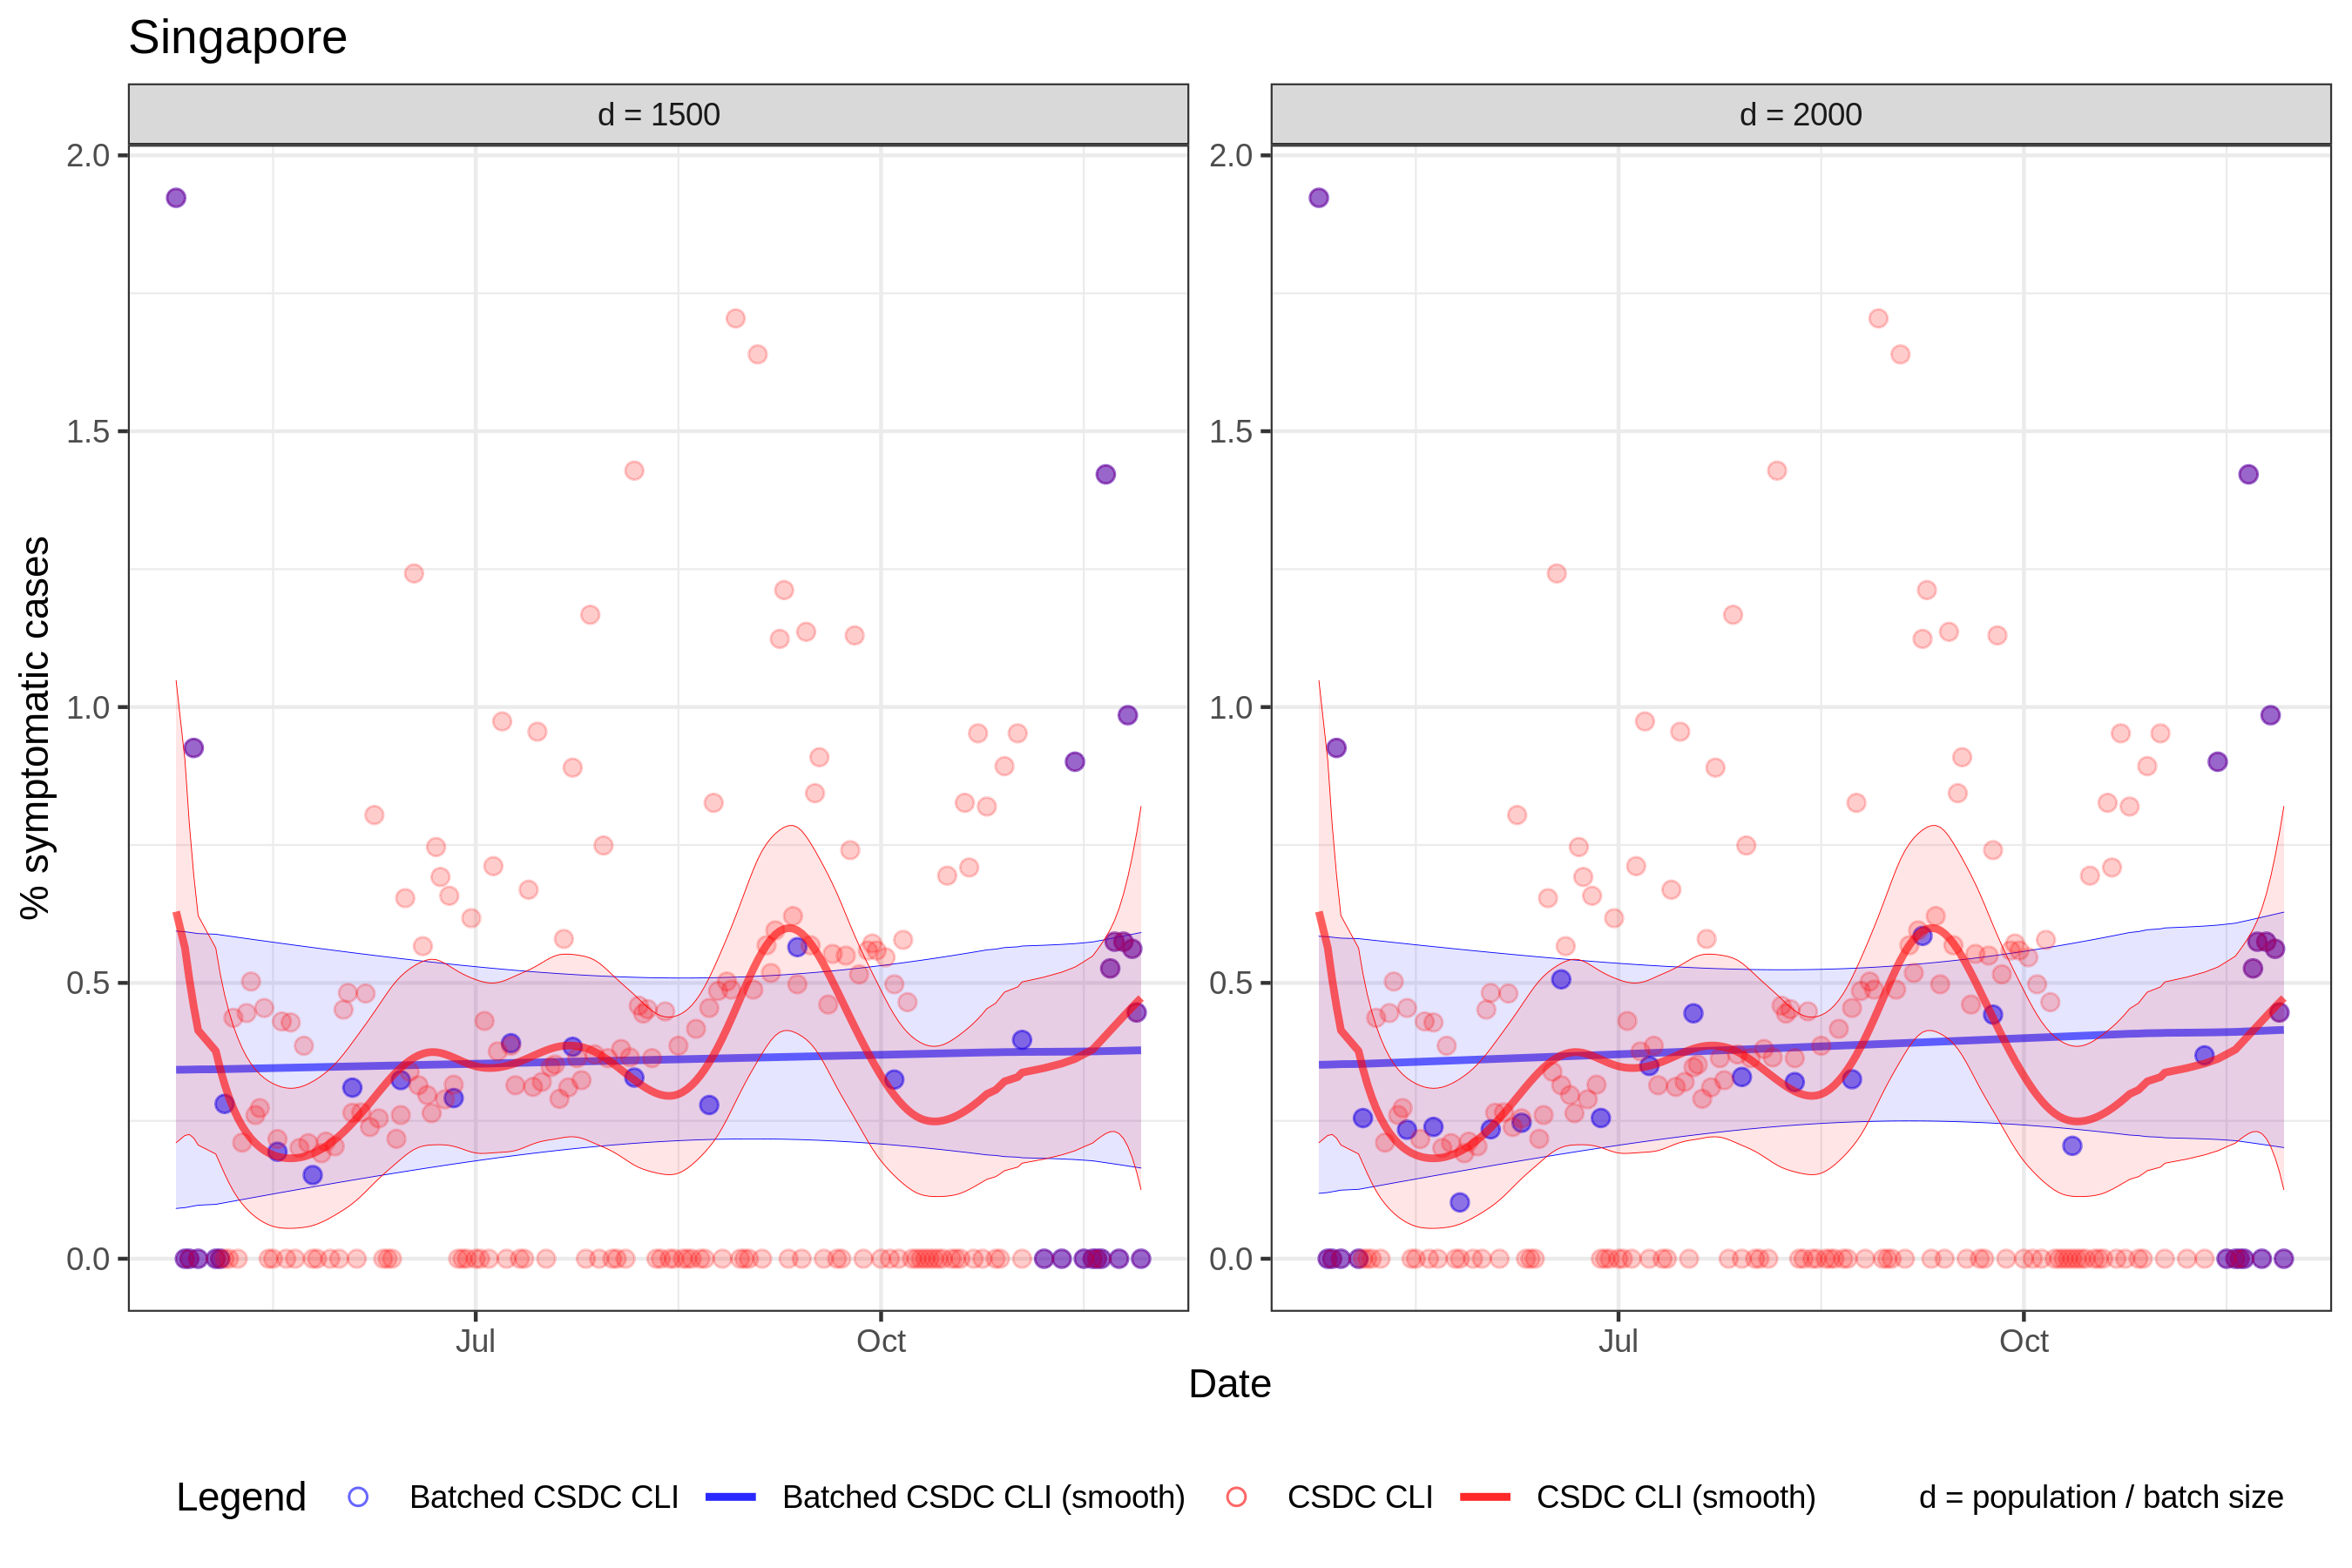 Singapore
d = 1500
d = 2000
% symptomatic cases
2.0
1.5
1.0
0.5
0.0
2.0
1.5
1.0
0.5
0.0
Jul
Oct
Jul
Oct
Date
Legend
Batched CSDC CLI
Batched CSDC CLI (smooth)
CSDC CLI
CSDC CLI (smooth)
d = population / batch size